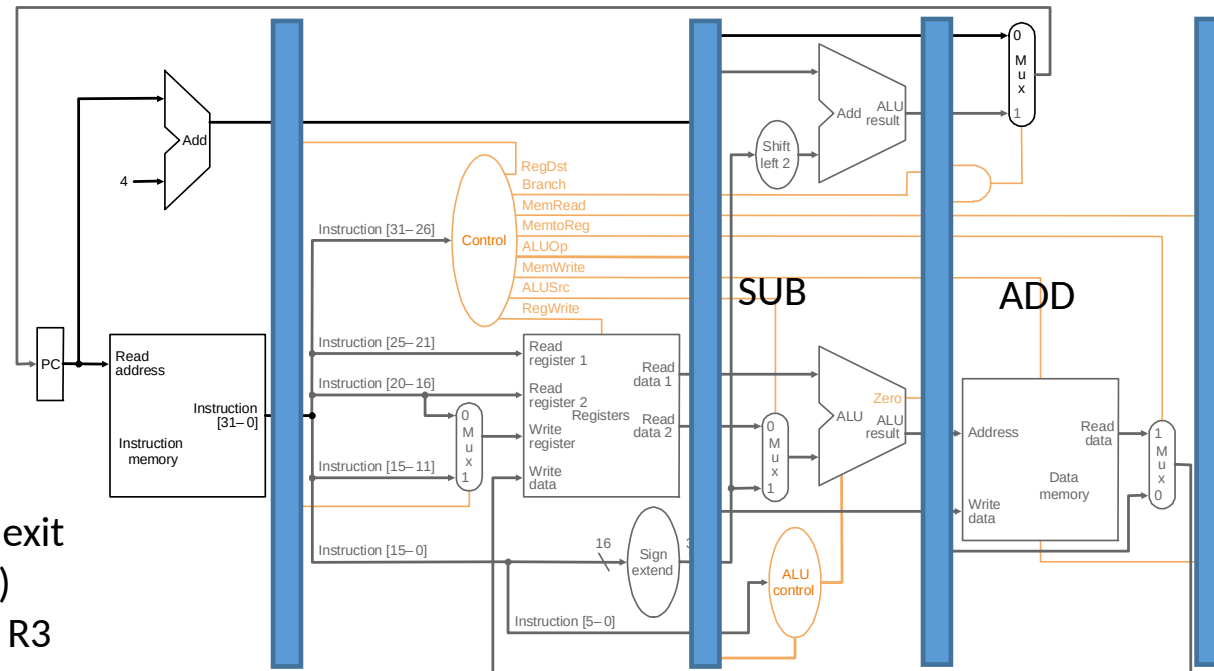 0
M
u
x
1
Add
ALU
result
Add
4
Shift
left 2
RegDst
Branch
MemRead
MemtoReg
ALUOp
MemWrite
ALUSrc
RegWrite
Control
Instruction [31–26]
SUB
ADD
PC
Read
address
Instruction
[31–0]
Instruction
memory
Instruction [25–21]
Instruction [20–16]
Instruction [15–11]
0
M
u
x
1
Read
register 1
Read
register 2
Write
register
Write
data
Registers
Read
data 1
Read
data 2
0
M
u
x
1
Zero
ALU
ALU
result
Address
Read
data
Data
memory
Write
data
1
M
u
x
0
exit
)
R3
Instruction [15–0]
16
Sign
extend
ALU
control
Instruction [5–0]